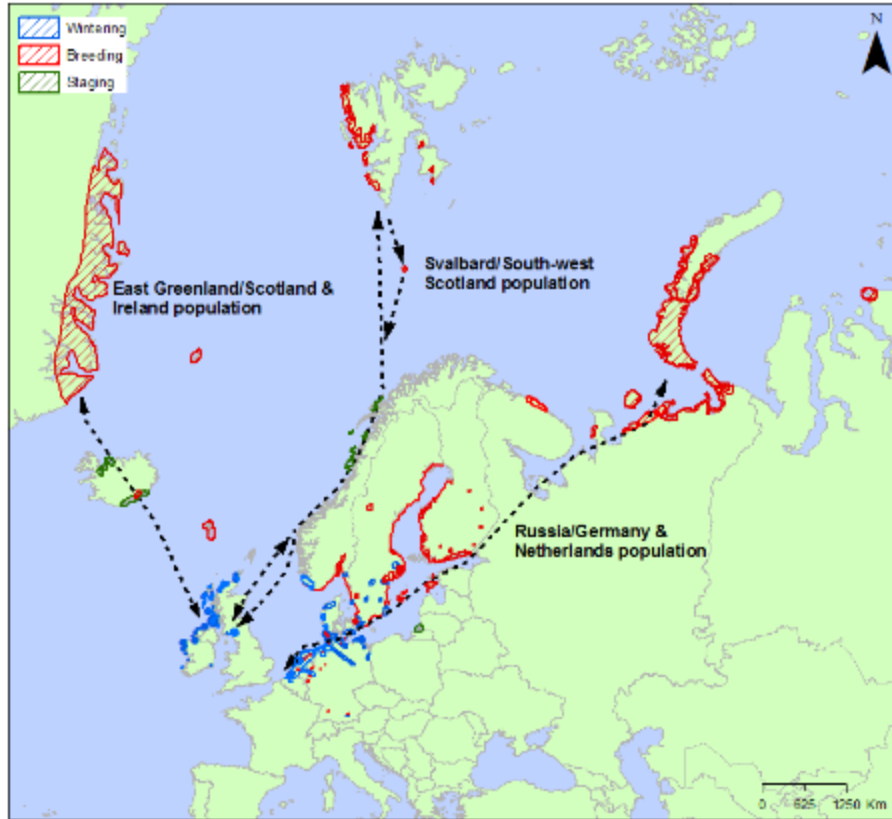 Wintering
Breeding
Staging
N
East Greenland/Scotland &
Ireland population
Svalbard/South-west
Scotland population
Russia/Germany &
Netherlands population
0 625 1250 Km